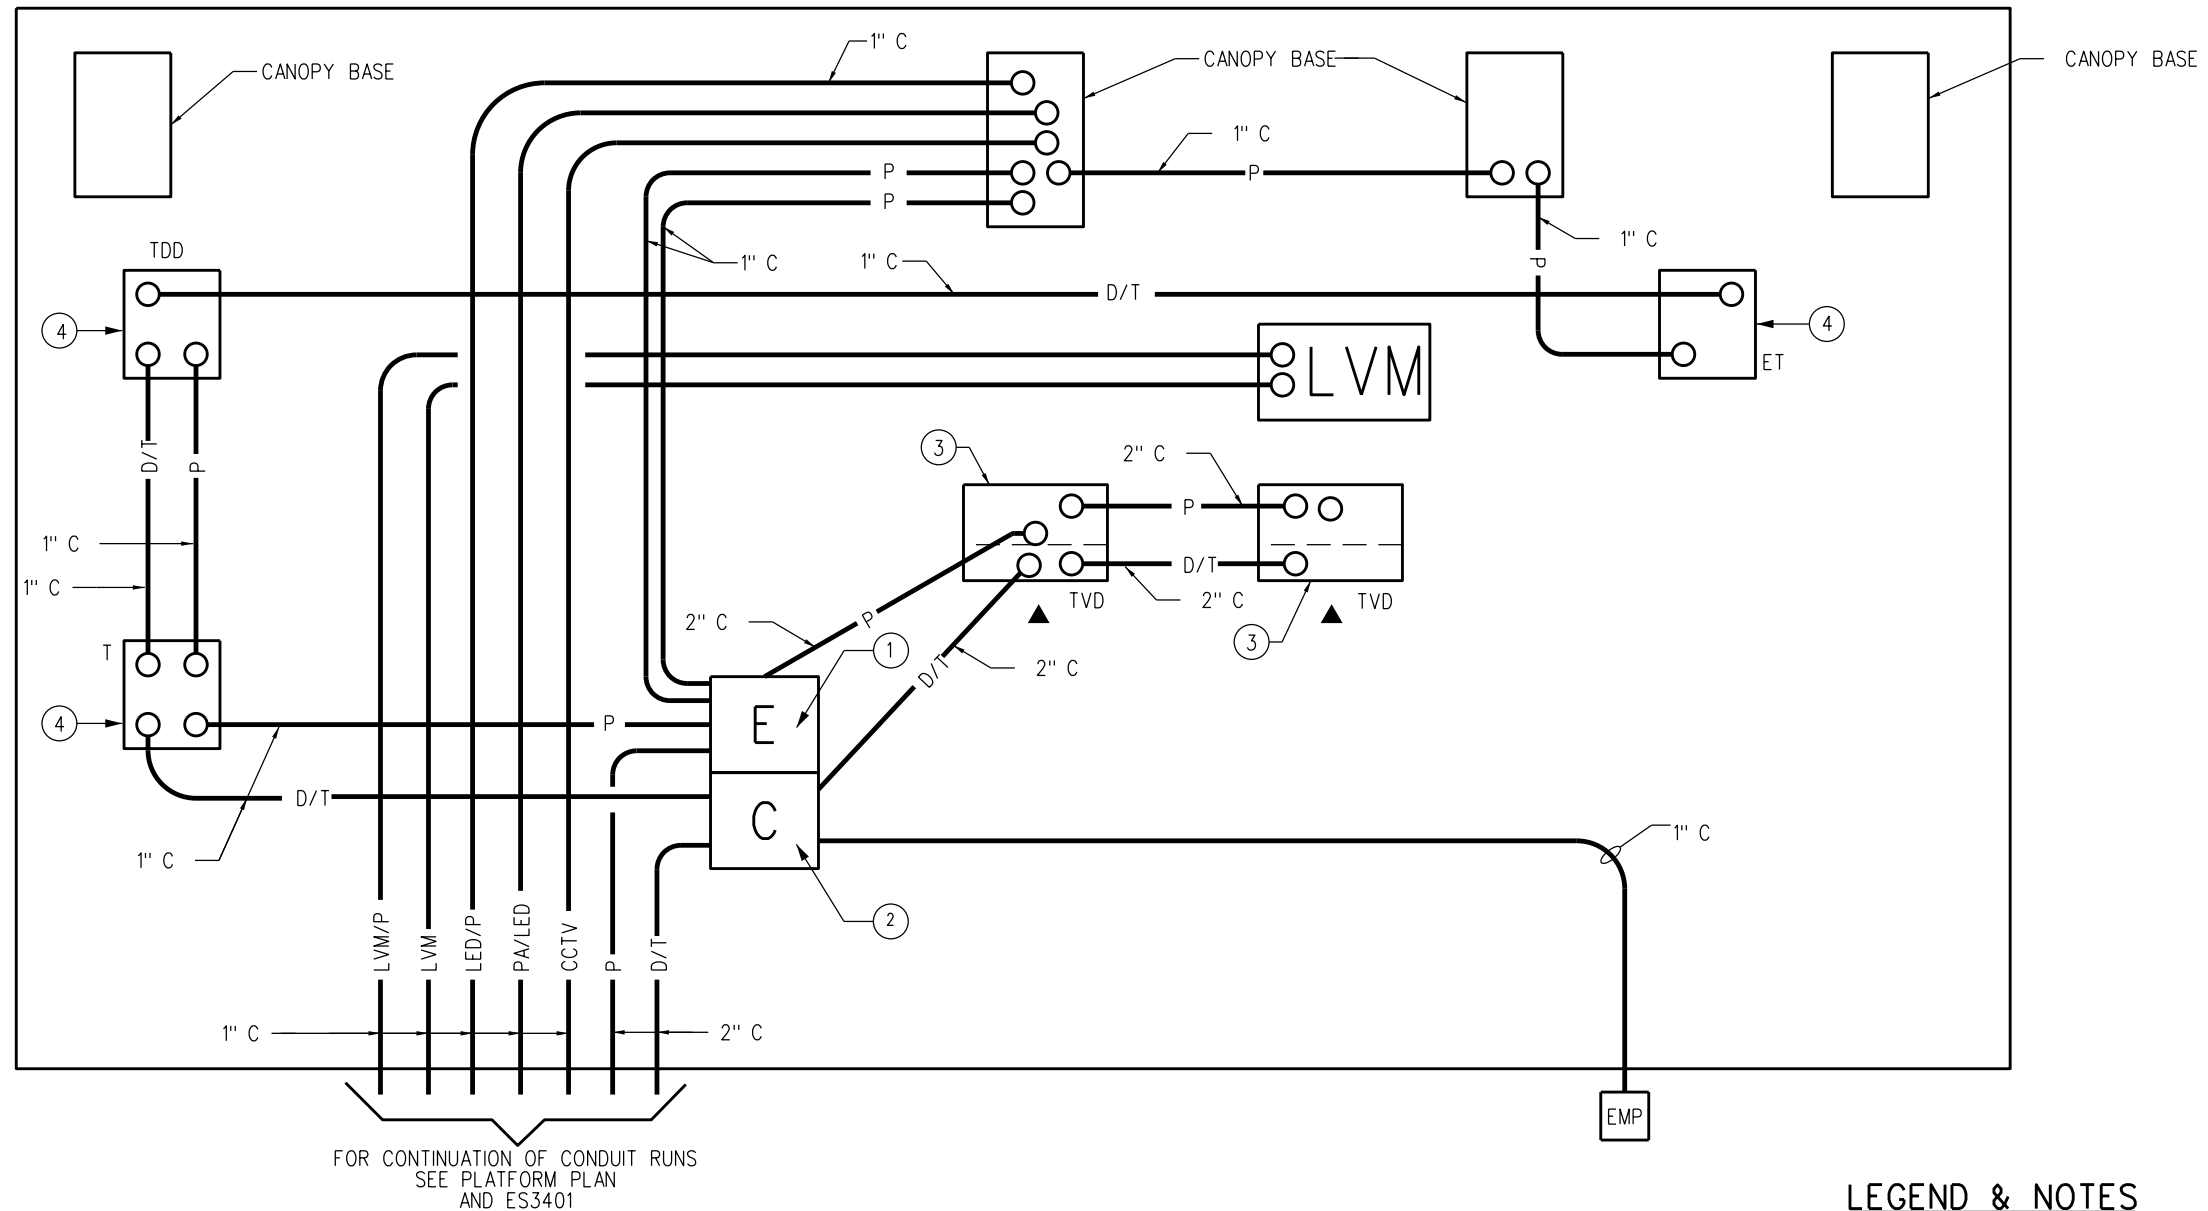 1" C
CANOPY BASE
CANOPY BASE
CANOPY BASE
1" C
P
P
P
TDD
1" C
1" C
1" C
P
D/T
4
4
ET
LVM
3
2" C
D/T
P
P
1" C
D/T
1" C
2" C
TVD
TVD
2" C
P
3
T
1
2" C
D/T
4
P
E
D/T
C
1" C
1" C
2
LVM/P
LVM
LED/P
PA/LED
CCTV
P
D/T
1" C
2" C
EMP
FOR CONTINUATION OF CONDUIT RUNS
SEE PLATFORM PLAN
AND ES3401
LEGEND & NOTES